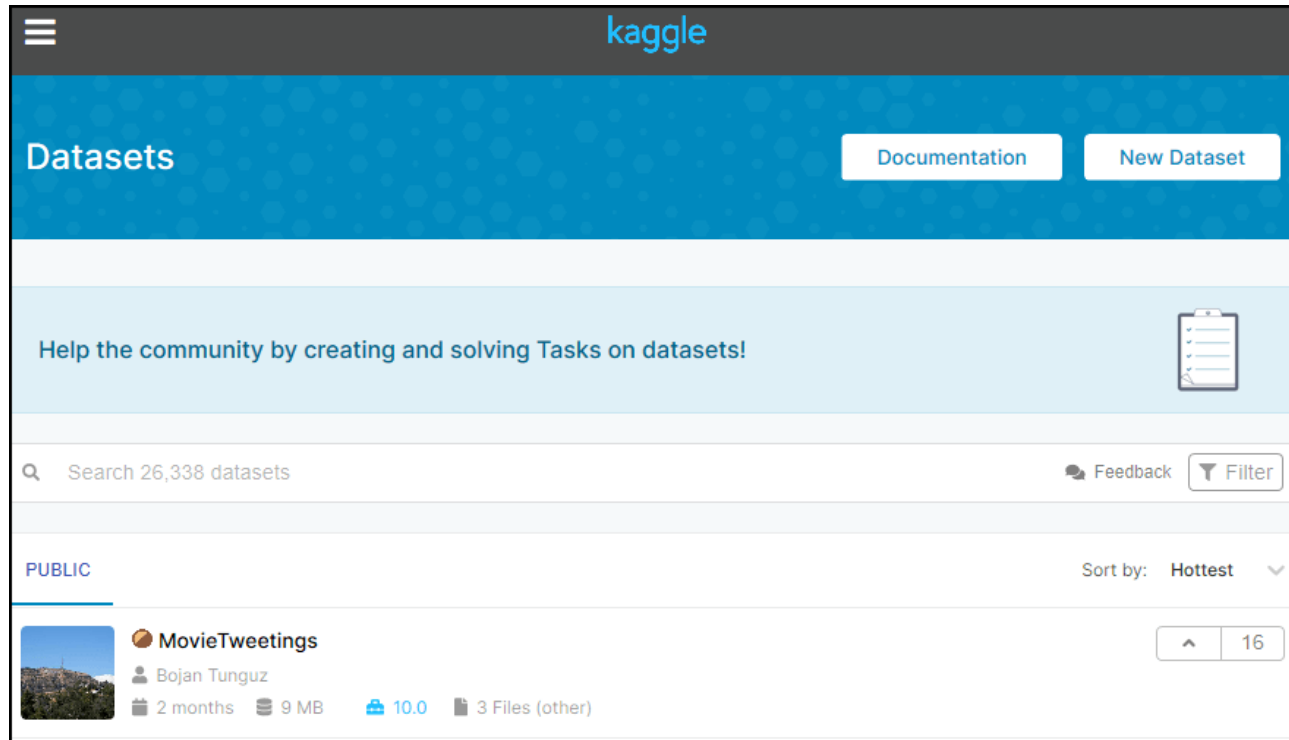 kaggle
Datasets
Documentation
New Dataset
Help the community by creating and solving Tasks on datasets!
Search 26,338 datasets
Feedback
Filter
PUBLIC
Sort by: Hottest
MovieTweetings
16
Bojan Tunguz
2 months 9 MB 10.0 3 Files (other)